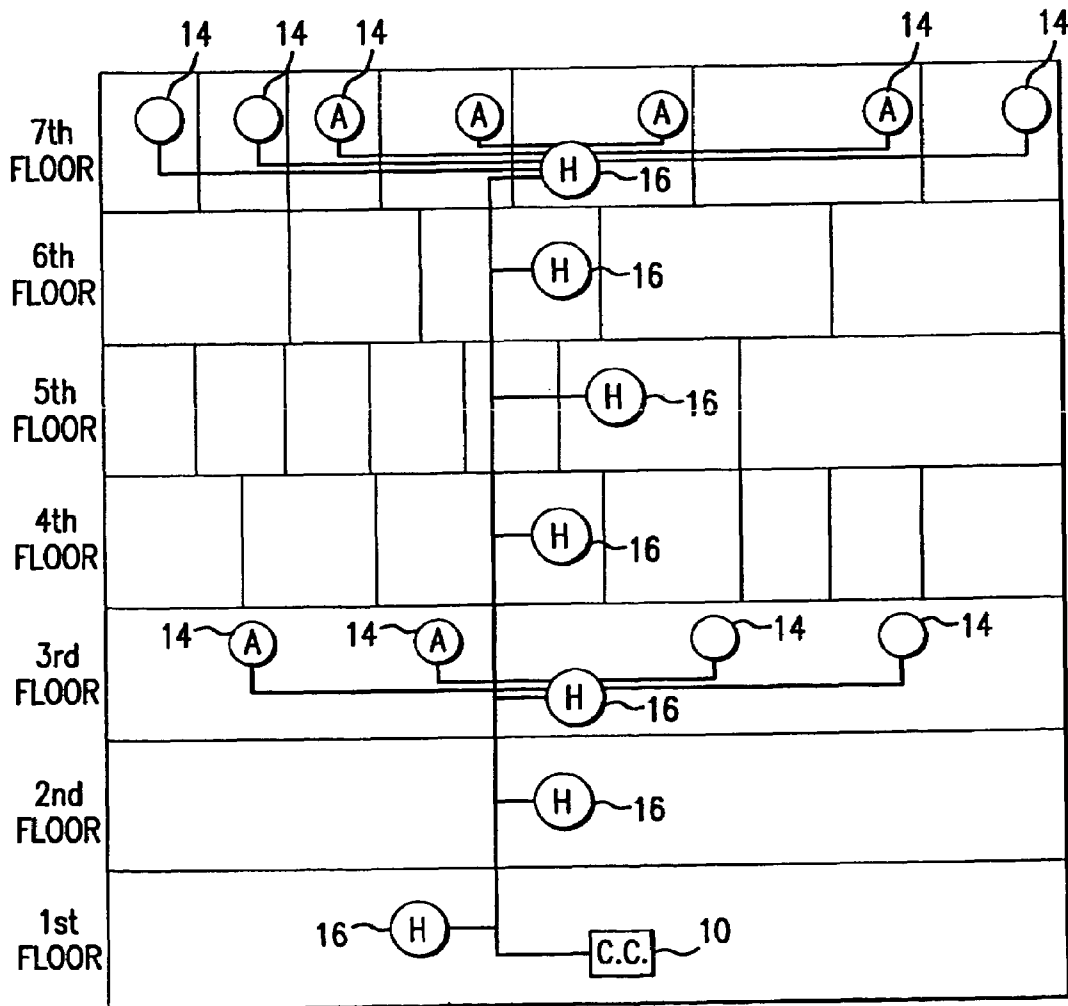 14 14 14 14 14
7th FLOOR
A A A A
H 16
6th FLOOR
H 16
5th FLOOR
H 16
4th FLOOR
H 16
3rd FLOOR
14 A 14 A 14 14
H 16
2nd FLOOR
H 16
1st FLOOR
16 H
C.C. 10